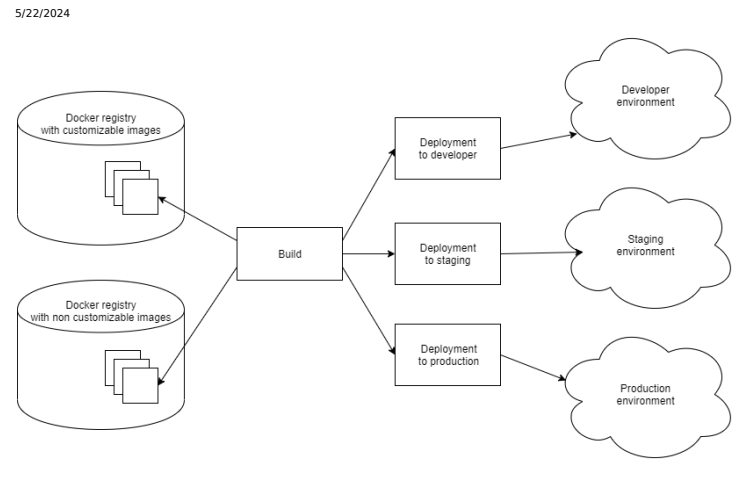 5/22/2024
Docker registry
with customizable images
Docker registry
with non customizable images
Build
Deployment
to developer
Deployment
to staging
Deployment
to production
Developer
environment
Staging
environment
Production
environment